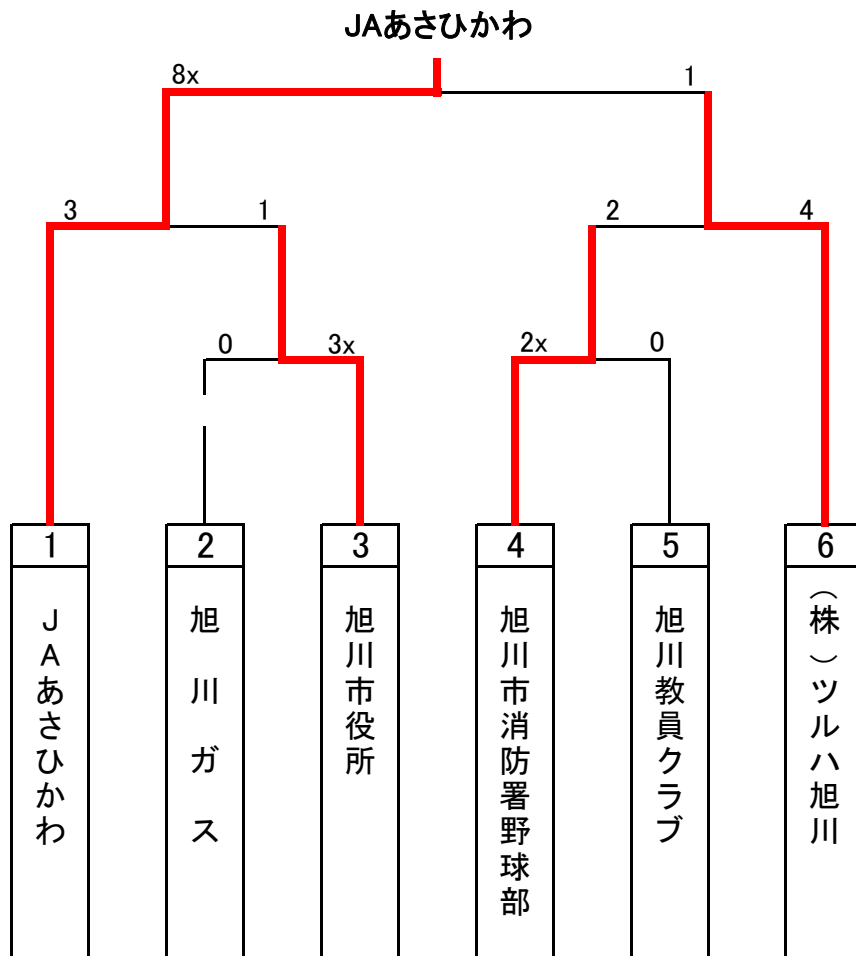 JAあさひかわ
8x 1
3 1 2 4
0 3x 2x 0
1 2 3 4 5 6
JAあさひかわ
旭川ガス
旭川市役所
旭川市消防署野球部
旭川教員クラブ
（株）ツルハ旭川